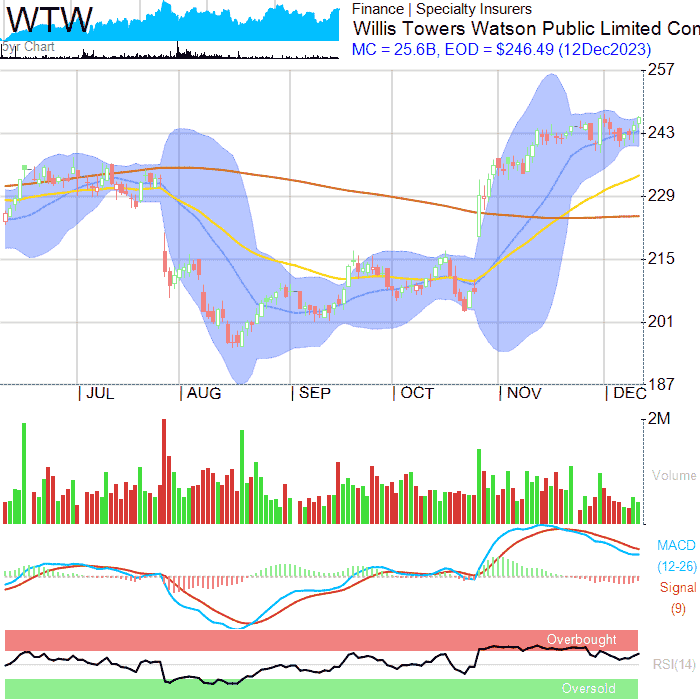 WTW
5yr Chart
Finance | Specialty Insurers
Willis Towers Watson Public Limited Con
MC = 25.6B, EOD = $246.49 (12Dec2023)
257
243
229
215
201
187
JUL AUG SEP OCT NOV DEC
2M
Volume
MACD
(12-26)
Signal
(9)
Overbought
RSI(14)
Oversold